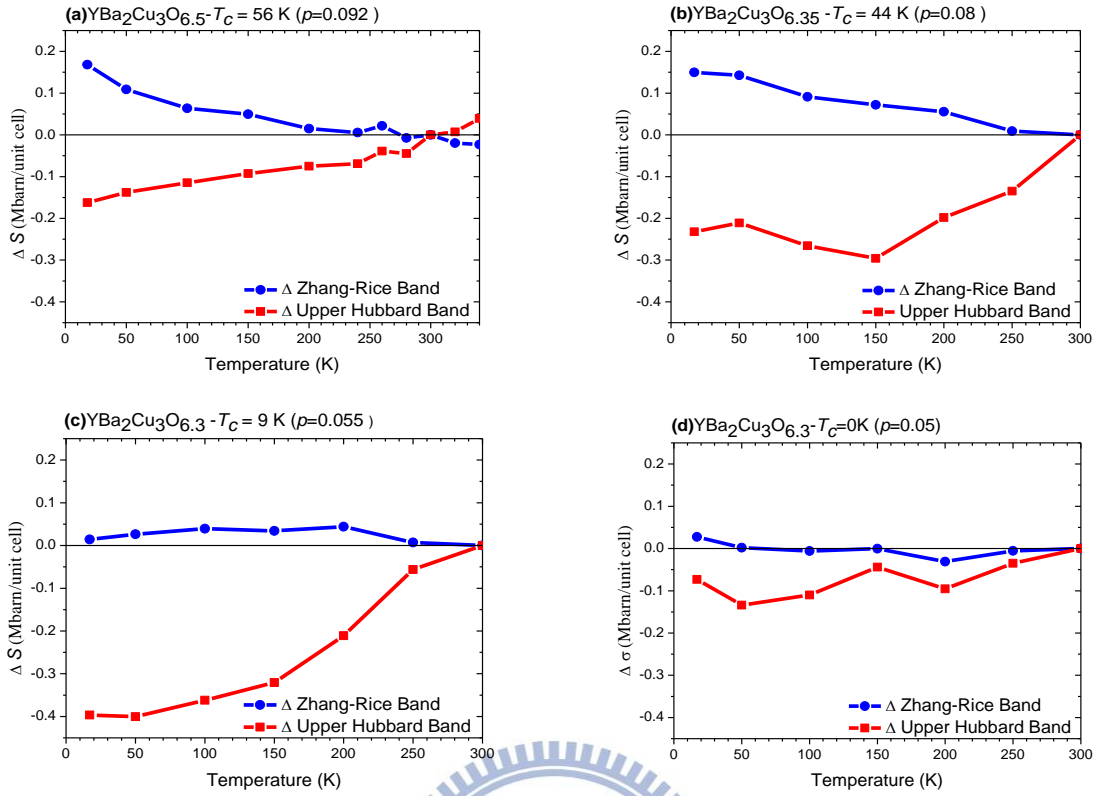 (a)YBa2Cu3O6.5-Tc = 56 K (p=0.092)
0.2
0.1
0.0
-0.1
-0.2
-0.3
-0.4
Δ S (Mbarn/unit cell)
Δ Zhang-Rice Band
Δ Upper Hubbard Band
0 50 100 150 200 250 300
Temperature (K)
(b)YBa2Cu3O6.35 -Tc = 44 K (p=0.08 )
0.2
0.1
0.0
-0.1
-0.2
-0.3
-0.4
Δ S (Mbarn/unit cell)
Δ Zhang-Rice Band
Upper Hubbard Band
0 50 100 150 200 250 300
Temperature (K)
(c)YBa2Cu3O6.3 -Tc = 9 K (p=0.055 )
0.2
0.1
0.0
-0.1
-0.2
-0.3
-0.4
Δ S (Mbarn/unit cell)
Δ Zhang-Rice Band
Δ Upper Hubbard Band
0 50 100 150 200 250 300
Temperature (K)
(d)YBa2Cu3O6.3-Tc=0K (p=0.05)
0.2
0.1
0.0
-0.1
-0.2
-0.3
-0.4
Δ σ (Mbarn/unit cell)
Δ Zhang-Rice Band
Δ Upper Hubbard Band
0 50 100 150 200 250 300
Temperature (K)